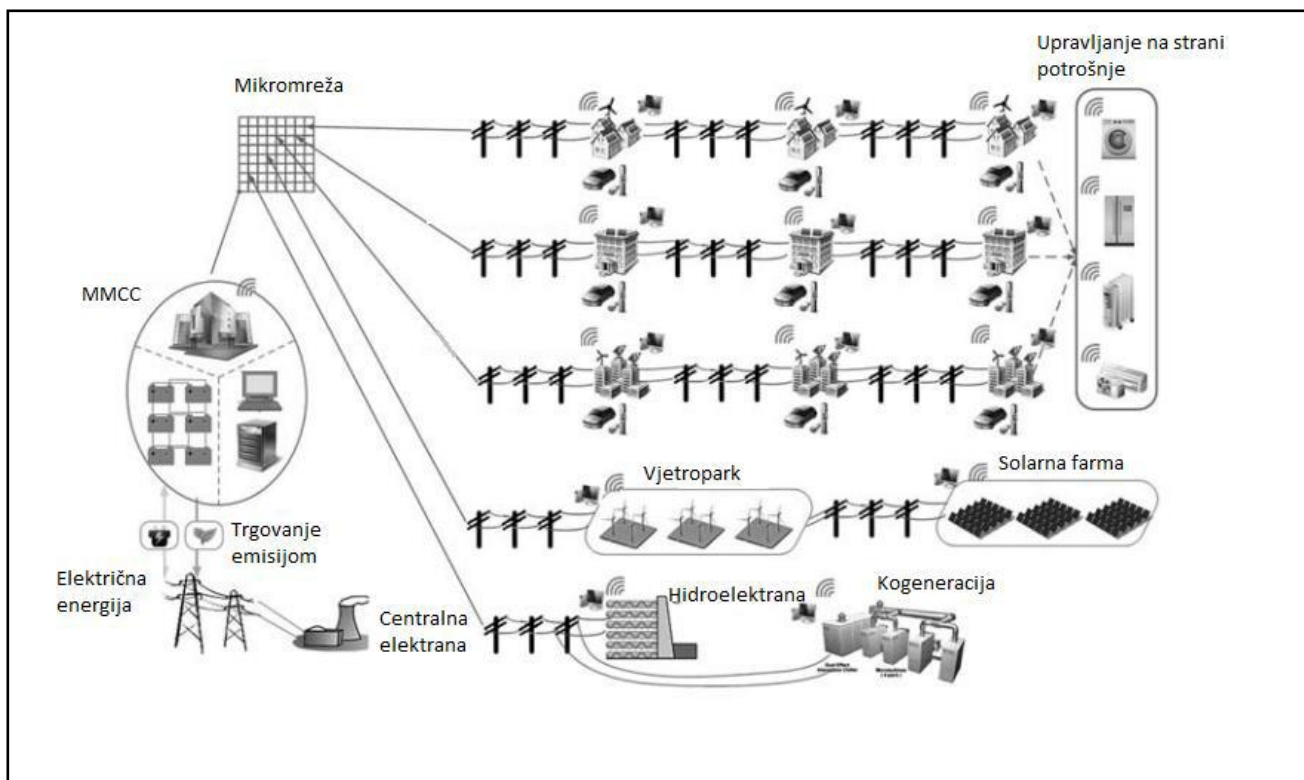 Upravljanje na strani
potrošnje
Mikromreža
MMCC
Vjetropark
Solarna farma
Trgovanje
emisijom
Električna
energija
Centralna
elektrana
Hidroelektrana
Kogeneracija